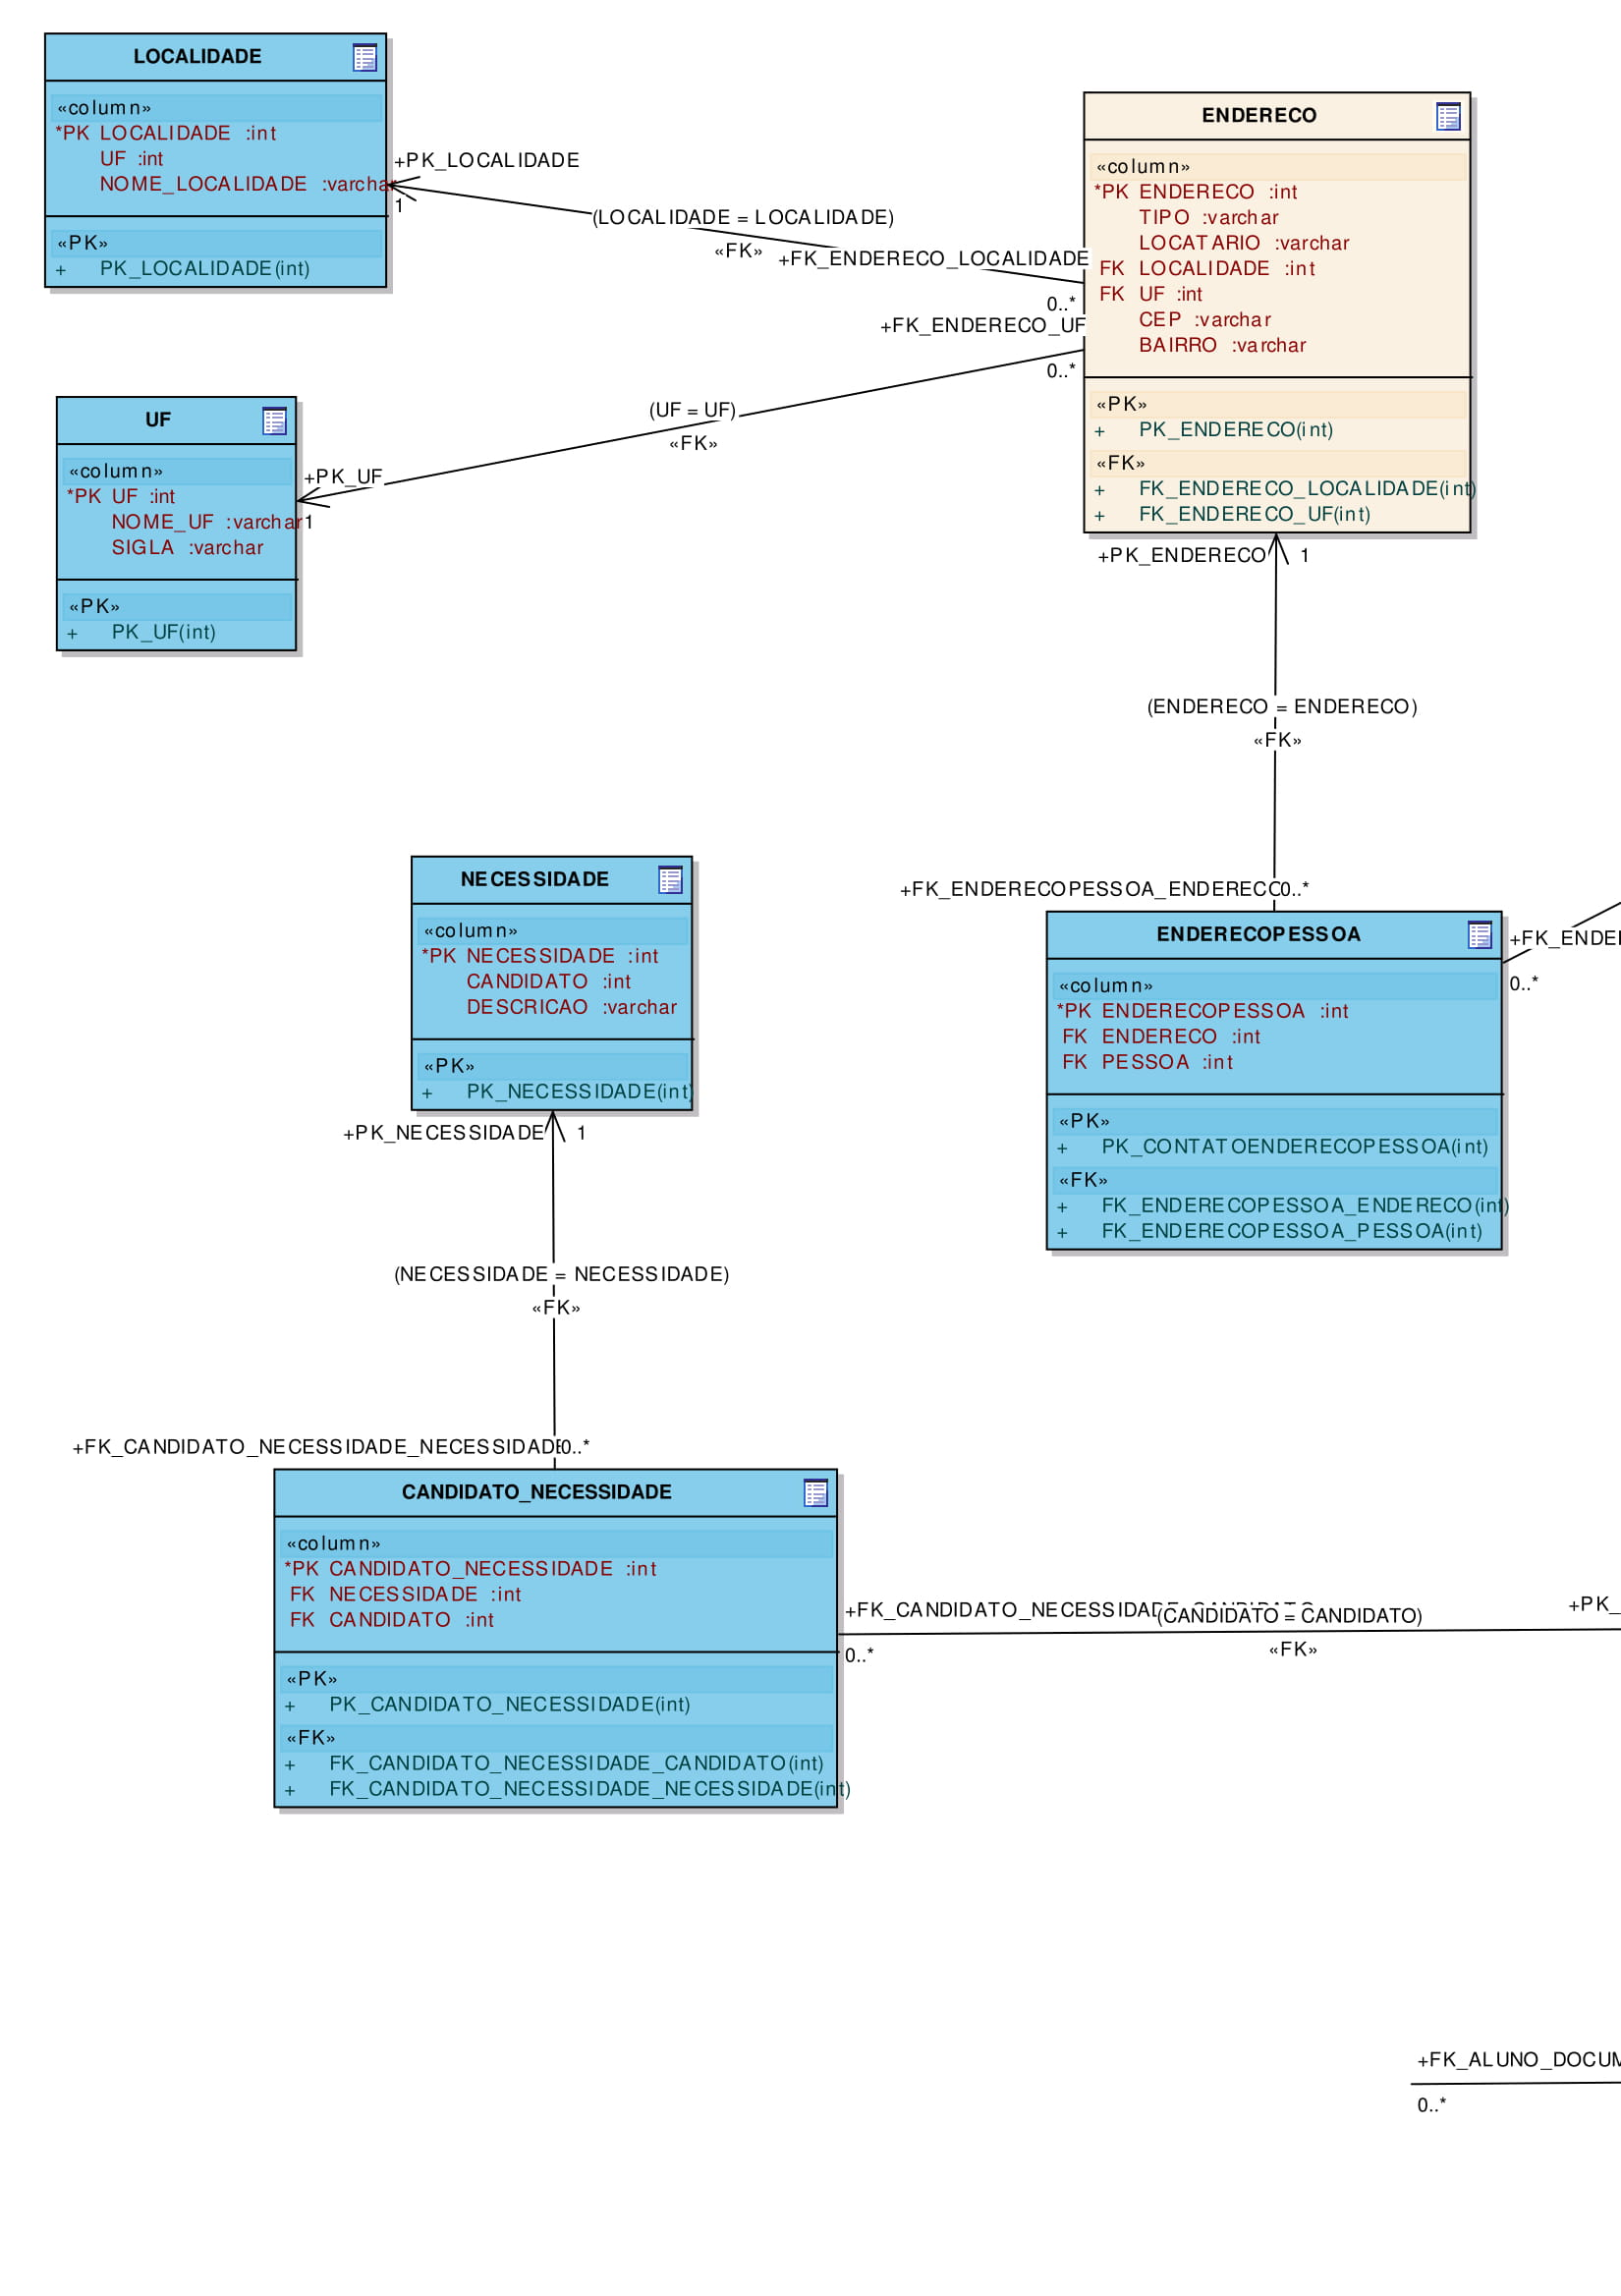 LOCALIDADE
«column»
*PK LOCALIDADE :int
UF :int
NOME_LOCALIDADE :varchar
«PK»
+ PK_LOCALIDADE(int)
+PK_LOCALIDADE
1
(LOCALIDADE = LOCALIDADE)
«FK»
+FK_ENDERECO_LOCALIDADE
0..*
ENDERECO
«column»
*PK ENDERECO :int
TIPO :varchar
LOCATARIO :varchar
FK LOCALIDADE :int
FK UF :int
CEP :varchar
BAIRRO :varchar
«PK»
+ PK_ENDERECO(int)
«FK»
+ FK_ENDERECO_LOCALIDADE(int)
+ FK_ENDERECO_UF(int)
+FK_ENDERECO_UF
0..*
(UF = UF)
«FK»
+PK_UF
1
UF
«column»
*PK UF :int
NOME_UF :varchar
SIGLA :varchar
«PK»
+ PK_UF(int)
+PK_ENDERECO
1
(ENDERECO = ENDERECO)
«FK»
+FK_ENDERECOPESSOA_ENDERECO
0..*
NECESSIDADE
«column»
*PK NECESSIDADE :int
CANDIDATO :int
DESCRICAO :varchar
«PK»
+ PK_NECESSIDADE(int)
ENDERECOPESSOA
«column»
*PK ENDERECOPESSOA :int
FK ENDERECO :int
FK PESSOA :int
«PK»
+ PK_CONTATOENDERECOPESSOA(int)
«FK»
+ FK_ENDERECOPESSOA_ENDERECO(int)
+ FK_ENDERECOPESSOA_PESSOA(int)
+FK_ENDE
0..*
+PK_NECESSIDADE
1
(NECESSIDADE = NECESSIDADE)
«FK»
+FK_CANDIDATO_NECESSIDADE_NECESSIDADE
0..*
CANDIDATO_NECESSIDADE
«column»
*PK CANDIDATO_NECESSIDADE :int
FK NECESSIDADE :int
FK CANDIDATO :int
«PK»
+ PK_CANDIDATO_NECESSIDADE(int)
«FK»
+ FK_CANDIDATO_NECESSIDADE_CANDIDATO(int)
+ FK_CANDIDATO_NECESSIDADE_NECESSIDADE(int)
+FK_CANDIDATO_NECESSIDADE_CANDIDATO
(CANDIDATO = CANDIDATO)
+PK_
0..*
«FK»
+FK_ALUNO_DOCUM
0..*